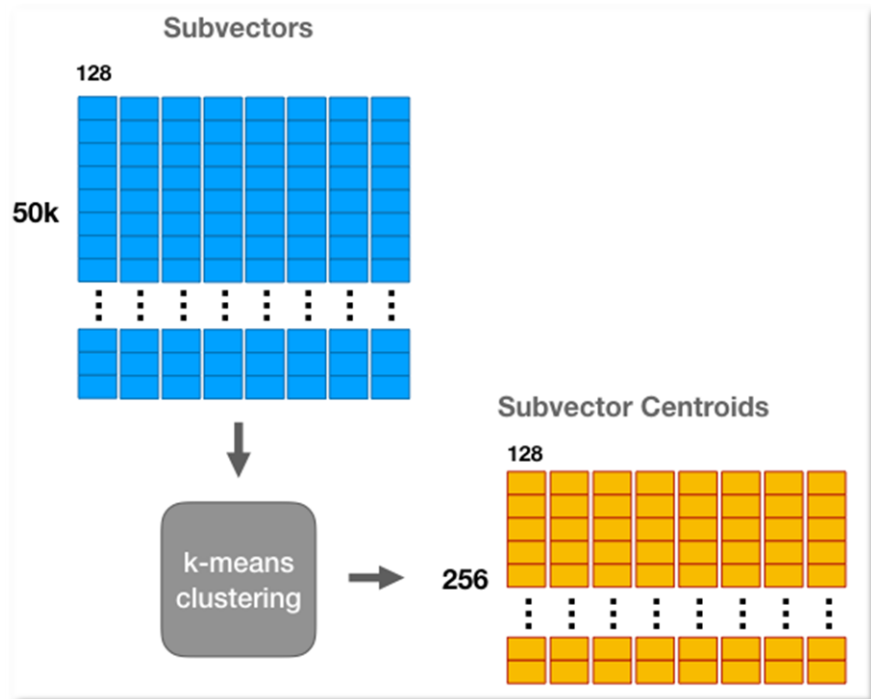 Subvectors
128
50k
Subvector Centroids
128
k-means
clustering
256